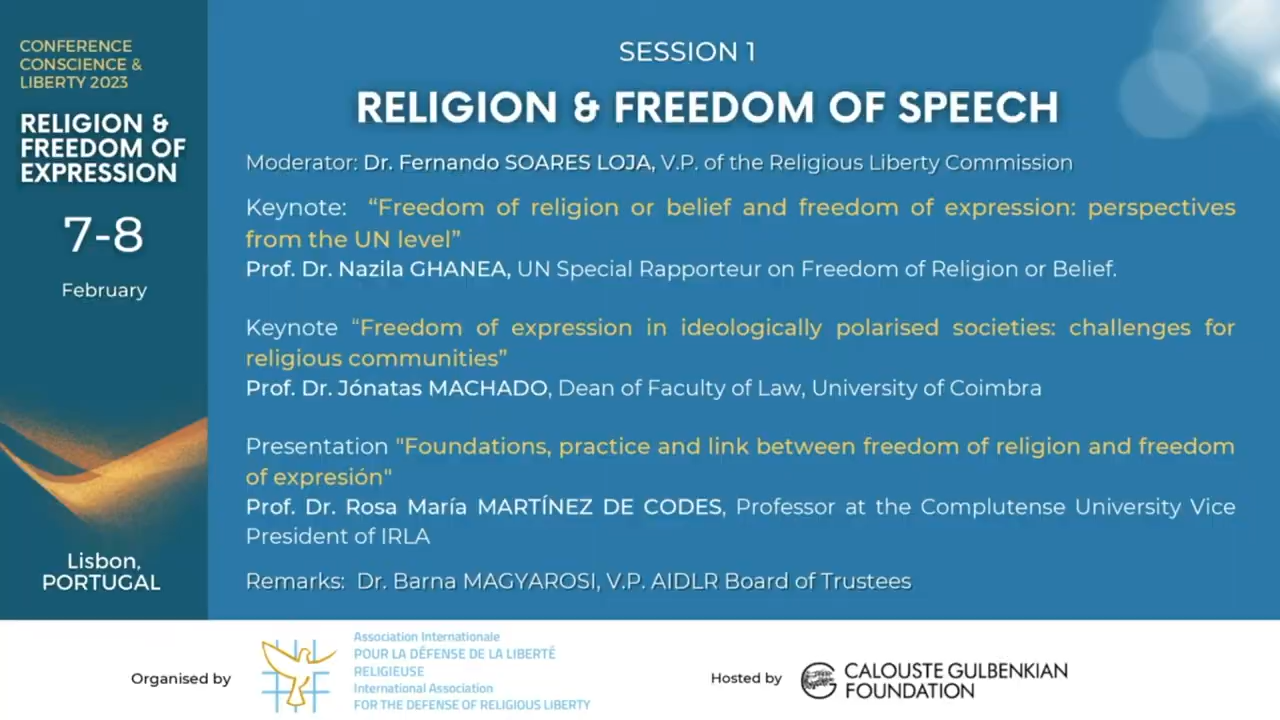 CONFERENCE
CONSCIENCE &
LIBERTY 2023
RELIGION &
FREEDOM OF
EXPRESSION
7-8
February
Lisbon,
PORTUGAL
SESSION 1
RELIGION & FREEDOM OF SPEECH
Moderator: Dr. Fernando SOARES LOJA, V.P. of the Religious Liberty Commission
Keynote: “Freedom of religion or belief and freedom of expression: perspectives
from the UN level”
Prof. Dr. Nazila GHANEA, UN Special Rapporteur on Freedom of Religion or Belief.
Keynote “Freedom of expression in ideologically polarised societies: challenges for
religious communities”
Prof. Dr. Jónatas MACHADO, Dean of Faculty of Law, University of Coimbra
Presentation "Foundations, practice and link between freedom of religion and freedom
of expresión"
Prof. Dr. Rosa María MARTÍNEZ DE CODES, Professor at the Complutense University Vice
President of IRLA
Remarks: Dr. Barna MAGYAROSI, V.P. AIDLR Board of Trustees
Organised by
Association Internationale
POUR LA DÉFENSE DE LA LIBERTÉ
RELIGIEUSE
International Association
FOR THE DEFENSE OF RELIGIOUS LIBERTY
Hosted by
CALOUSTE GULBENKIAN
FOUNDATION